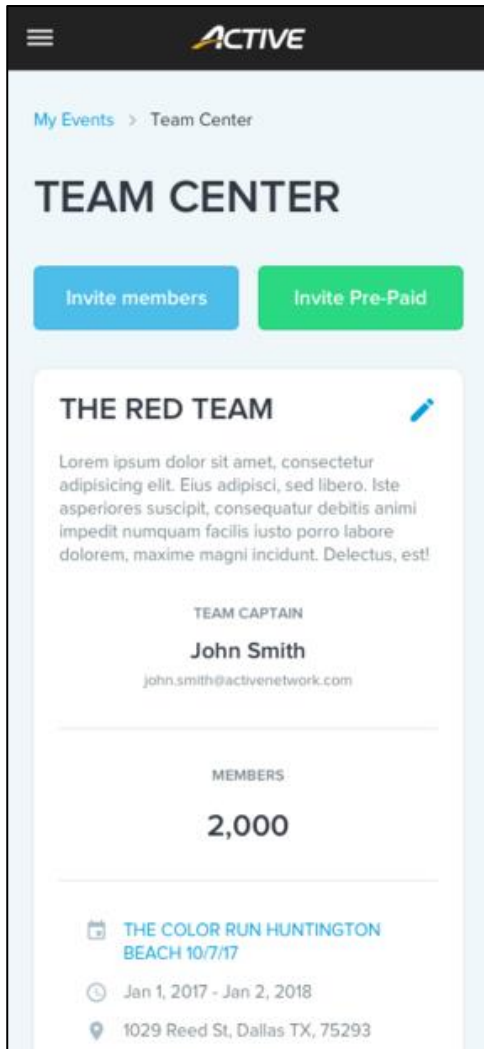 ACTIVE
My Events > Team Center
TEAM CENTER
Invite members
Invite Pre-Paid
THE RED TEAM
Lorem ipsum dolor sit amet, consectetur
adipisicing elit. Eius adipisci, sed libero. Iste
asperiores suscipit, consequatur debitis animi
impedit numquam facilis iusto porro labore
dolorem, maxime magni incidunt. Delectus, est!
TEAM CAPTAIN
John Smith
john.smith@activenetwork.com
MEMBERS
2,000
THE COLOR RUN HUNTINGTON
BEACH 10/7/17
Jan 1, 2017 - Jan 2, 2018
1029 Reed St, Dallas TX, 75293